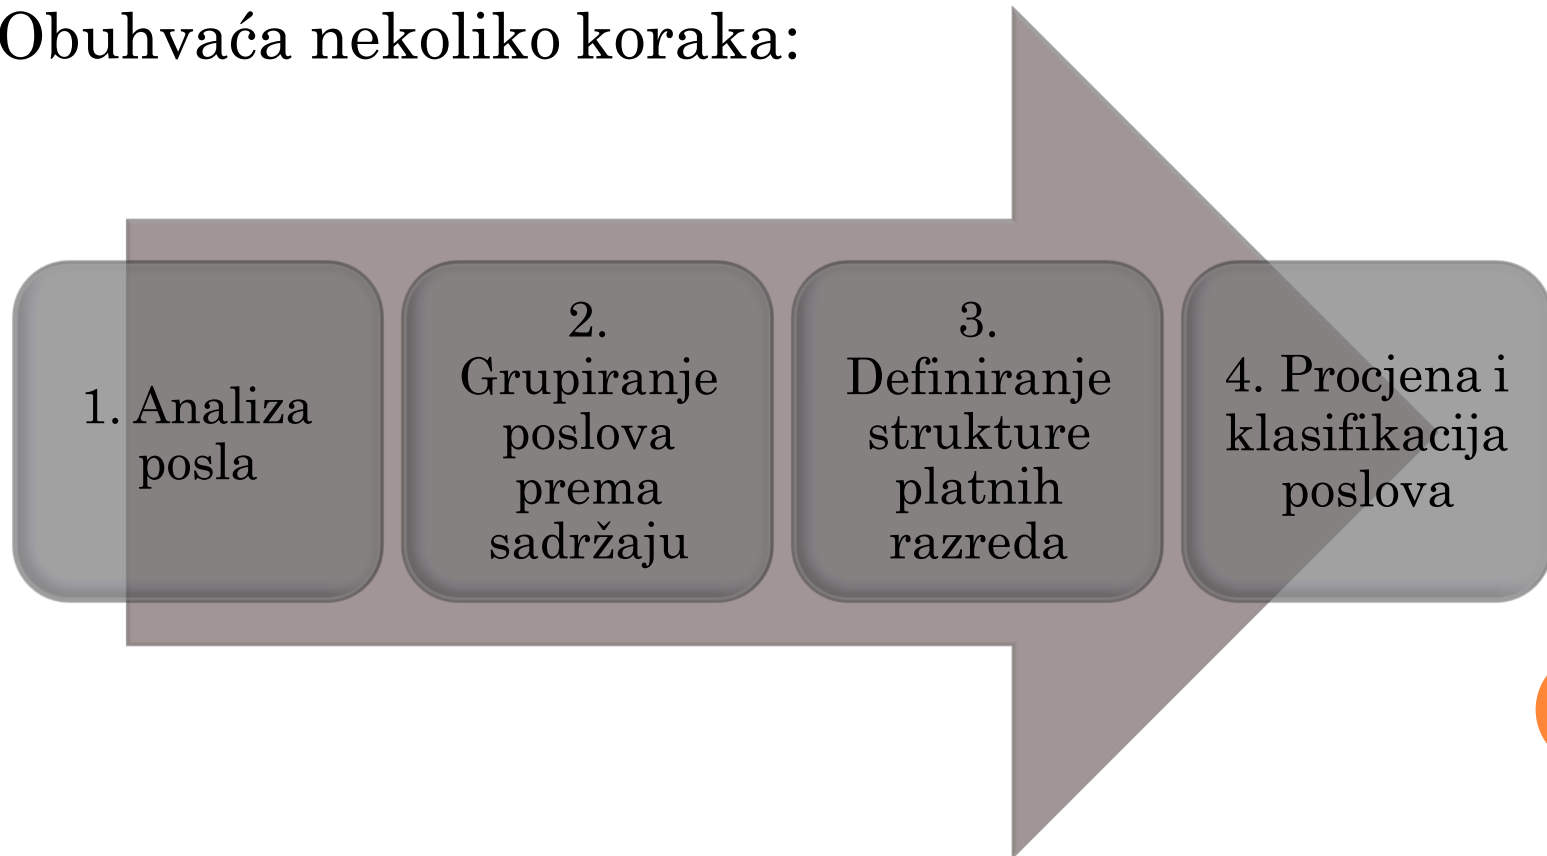 Obuhvaća nekoliko koraka:
1. Analiza
posla
2.
Grupiranje
poslova
prema
sadržaju
3.
Definiranje
strukture
platnih
razreda
4. Procjena i
klasifikacija
poslova